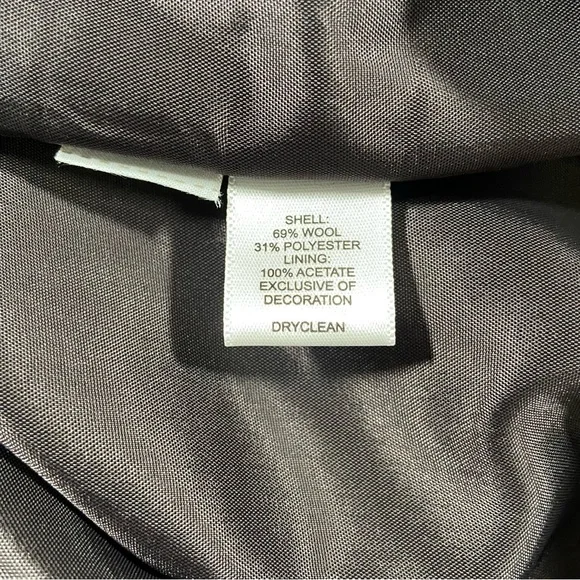 SHELL:
69% WOOL
31% POLYESTER
LINING:
100% ACETATE
EXCLUSIVE OF
DECORATION
DRYCLEAN